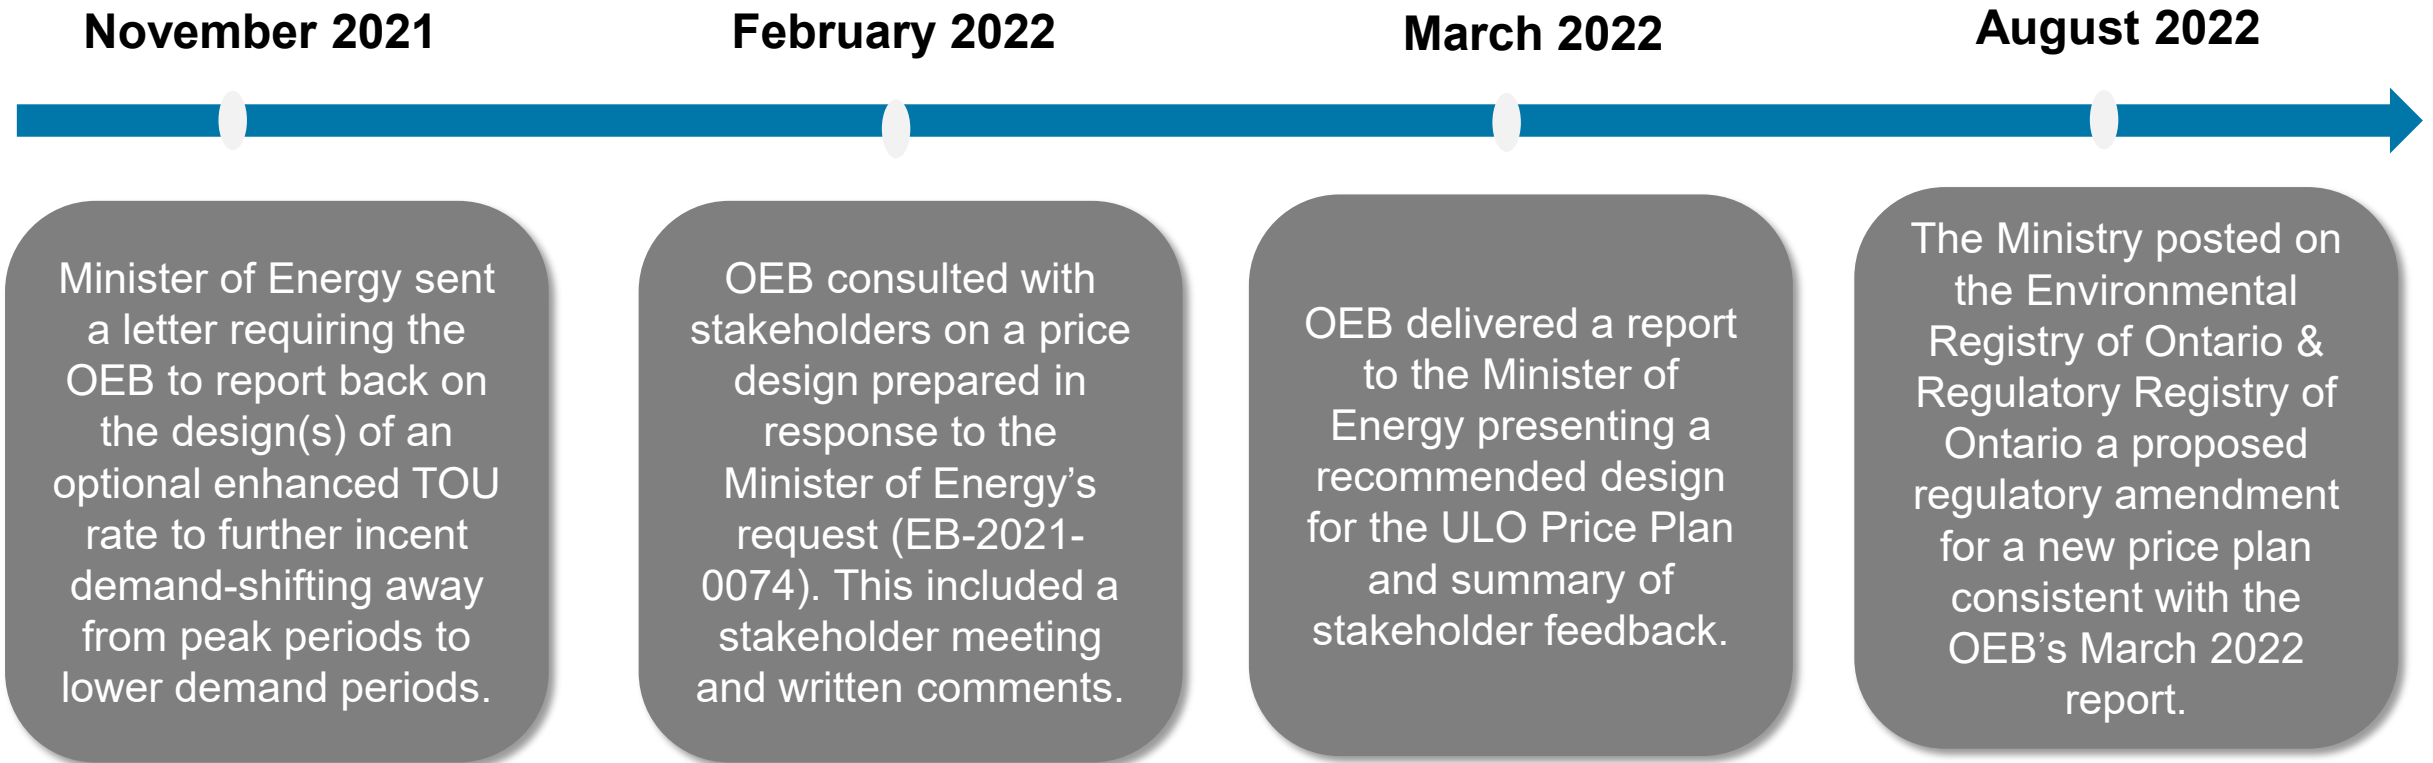 November 2021
February 2022
March 2022
August 2022
Minister of Energy sent
a letter requiring the
OEB to report back on
the design(s) of an
optional enhanced TOU
rate to further incent
demand-shifting away
from peak periods to
lower demand periods.
OEB consulted with
stakeholders on a price
design prepared in
response to the
Minister of Energy’s
request (EB-2021-
0074). This included a
stakeholder meeting
and written comments.
OEB delivered a report
to the Minister of
Energy presenting a
recommended design
for the ULO Price Plan
and summary of
stakeholder feedback.
The Ministry posted on
the Environmental
Registry of Ontario &
Regulatory Registry of
Ontario a proposed
regulatory amendment
for a new price plan
consistent with the
OEB’s March 2022
report.